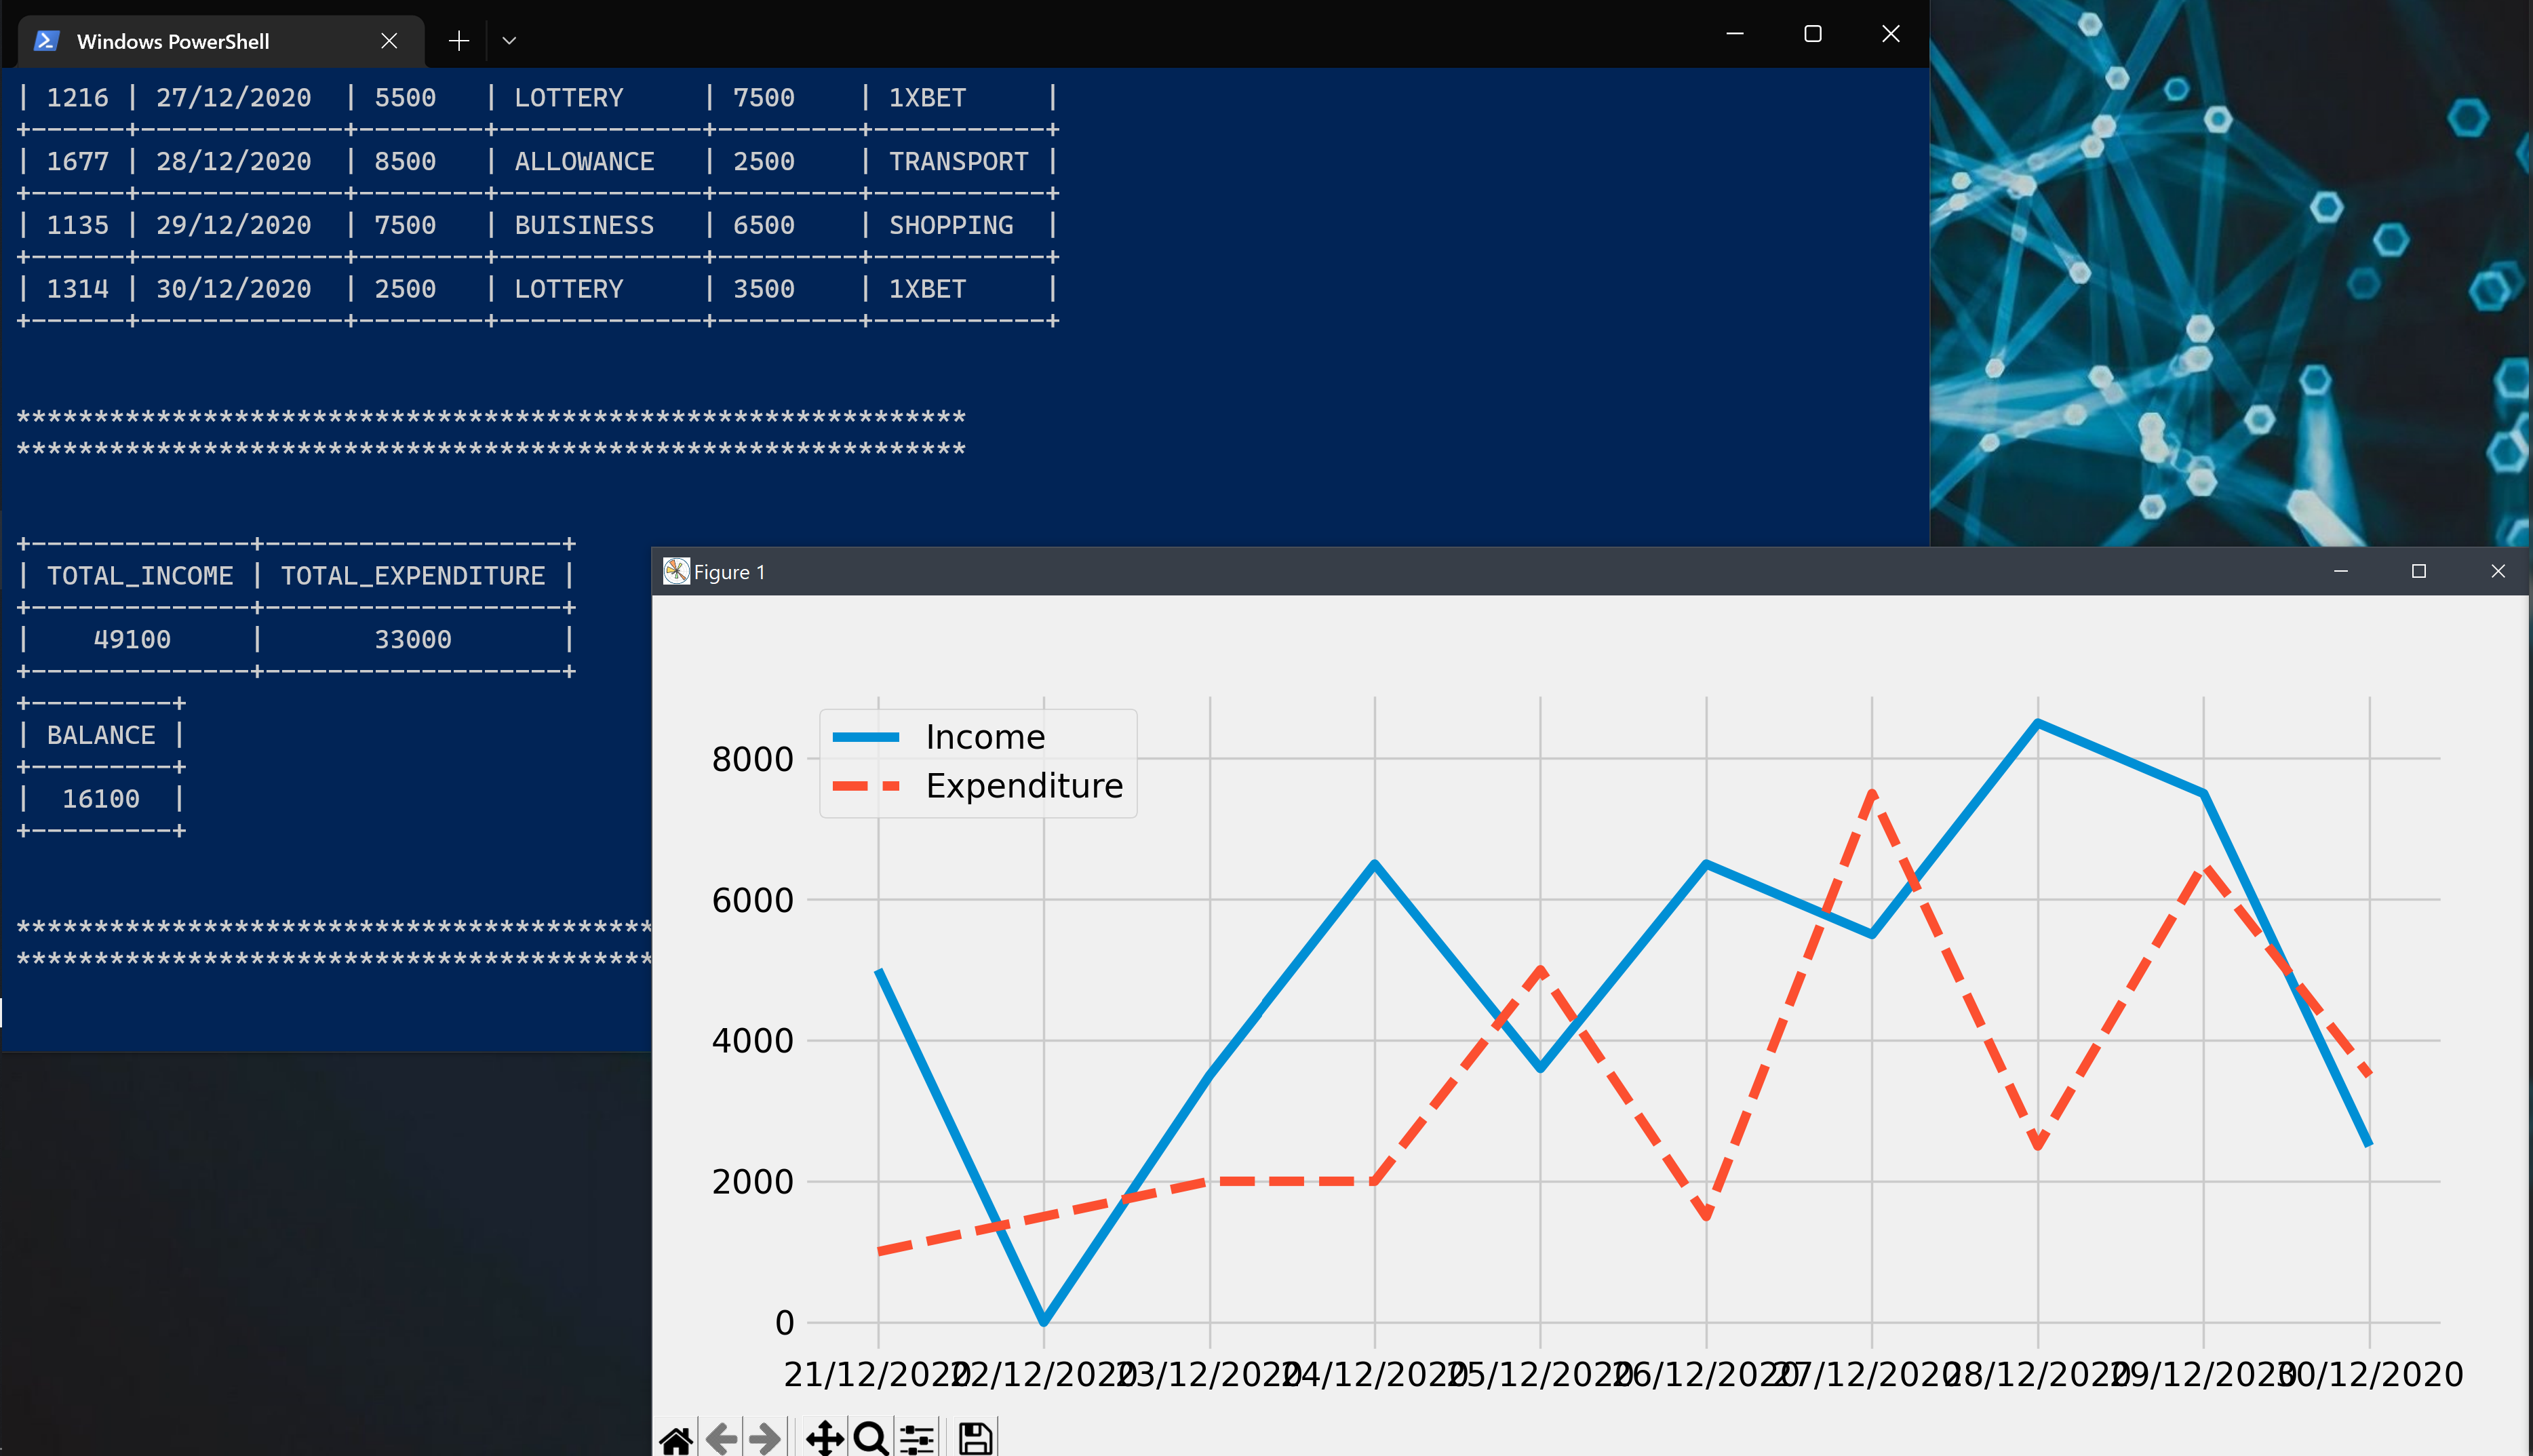 Windows PowerShell
| 1216 | 27/12/2020 | 5500 | LOTTERY | 7500 | 1XBET |
+------+-------------+--------+-------------+---------+-----------+
| 1677 | 28/12/2020 | 8500 | ALLOWANCE | 2500 | TRANSPORT |
+------+-------------+--------+-------------+---------+-----------+
| 1135 | 29/12/2020 | 7500 | BUISINESS | 6500 | SHOPPING |
+------+-------------+--------+-------------+---------+-----------+
| 1314 | 30/12/2020 | 2500 | LOTTERY | 3500 | 1XBET |
+------+-------------+--------+-------------+---------+-----------+
*************************************************************
*************************************************************
+--------------+-------------------+
| TOTAL_INCOME | TOTAL_EXPENDITURE |
+--------------+-------------------+
| 49100 | 33000 |
+--------------+-------------------+
+---------+
| BALANCE |
+---------+
| 16100 |
+---------+
*****************************************
*****************************************
Figure 1
Income
Expenditure
8000
6000
4000
2000
0
21/12/2020 22/12/2020 23/12/2020 24/12/2020 25/12/2020 26/12/2020 27/12/2020 28/12/2020 29/12/2020 30/12/2020